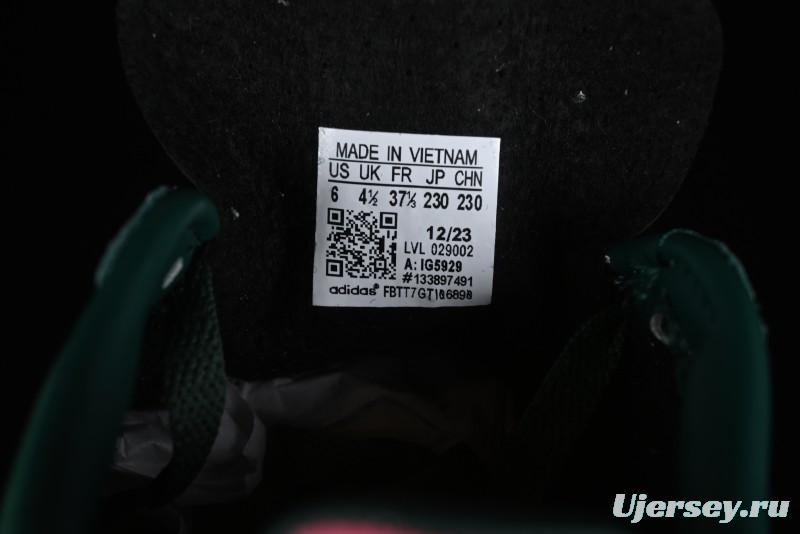 MADE IN VIETNAM
US UK FR JP CHN
6 4½ 37⅓ 230 230
12/23
LVL 029002
A: IG5929
#133897491
adidas
Ujersey.ru